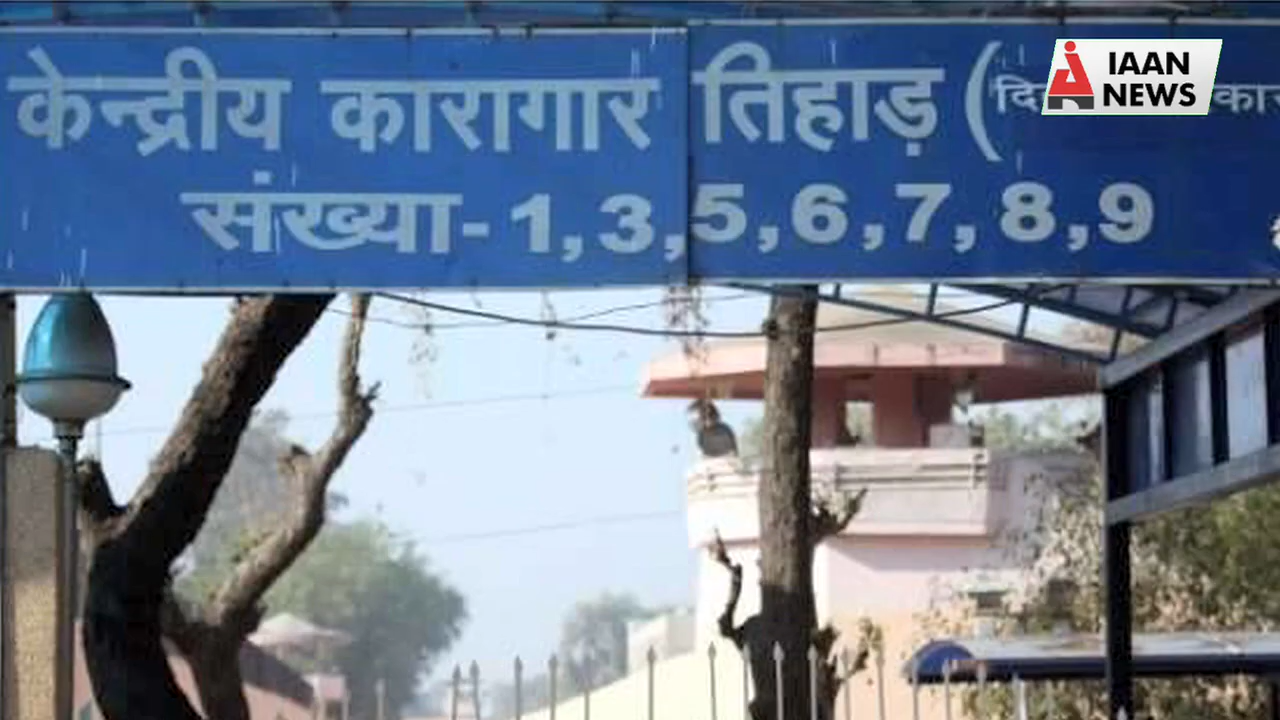 केन्द्रीय कारागार तिहाड़ (
संख्या- 1,3,5,6,7,8,9
IAAN
NEWS